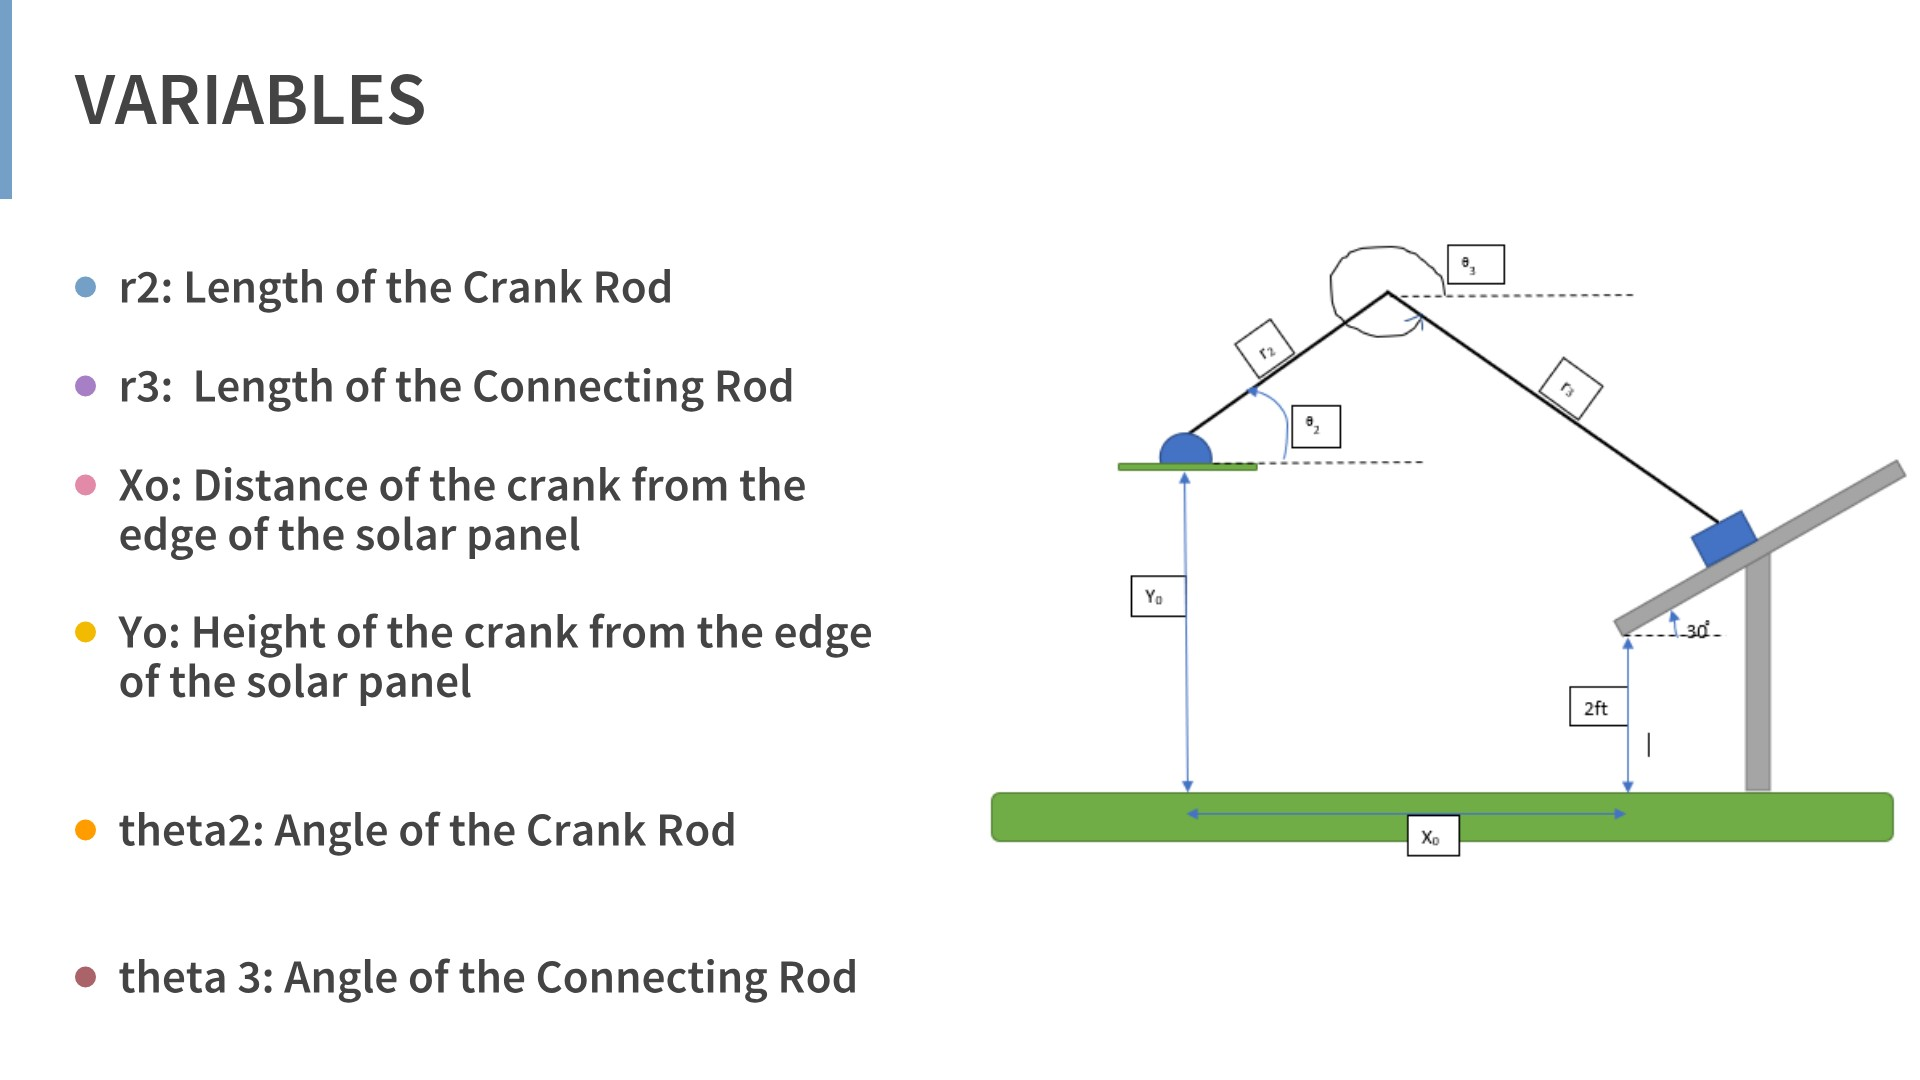 VARIABLES
r2: Length of the Crank Rod
r3:  Length of the Connecting Rod
Xo: Distance of the crank from the
edge of the solar panel
Yo: Height of the crank from the edge
of the solar panel
theta2: Angle of the Crank Rod
theta 3: Angle of the Connecting Rod
θ₃
r₂
r₃
θ₂
Y₀
30°
2ft
X₀